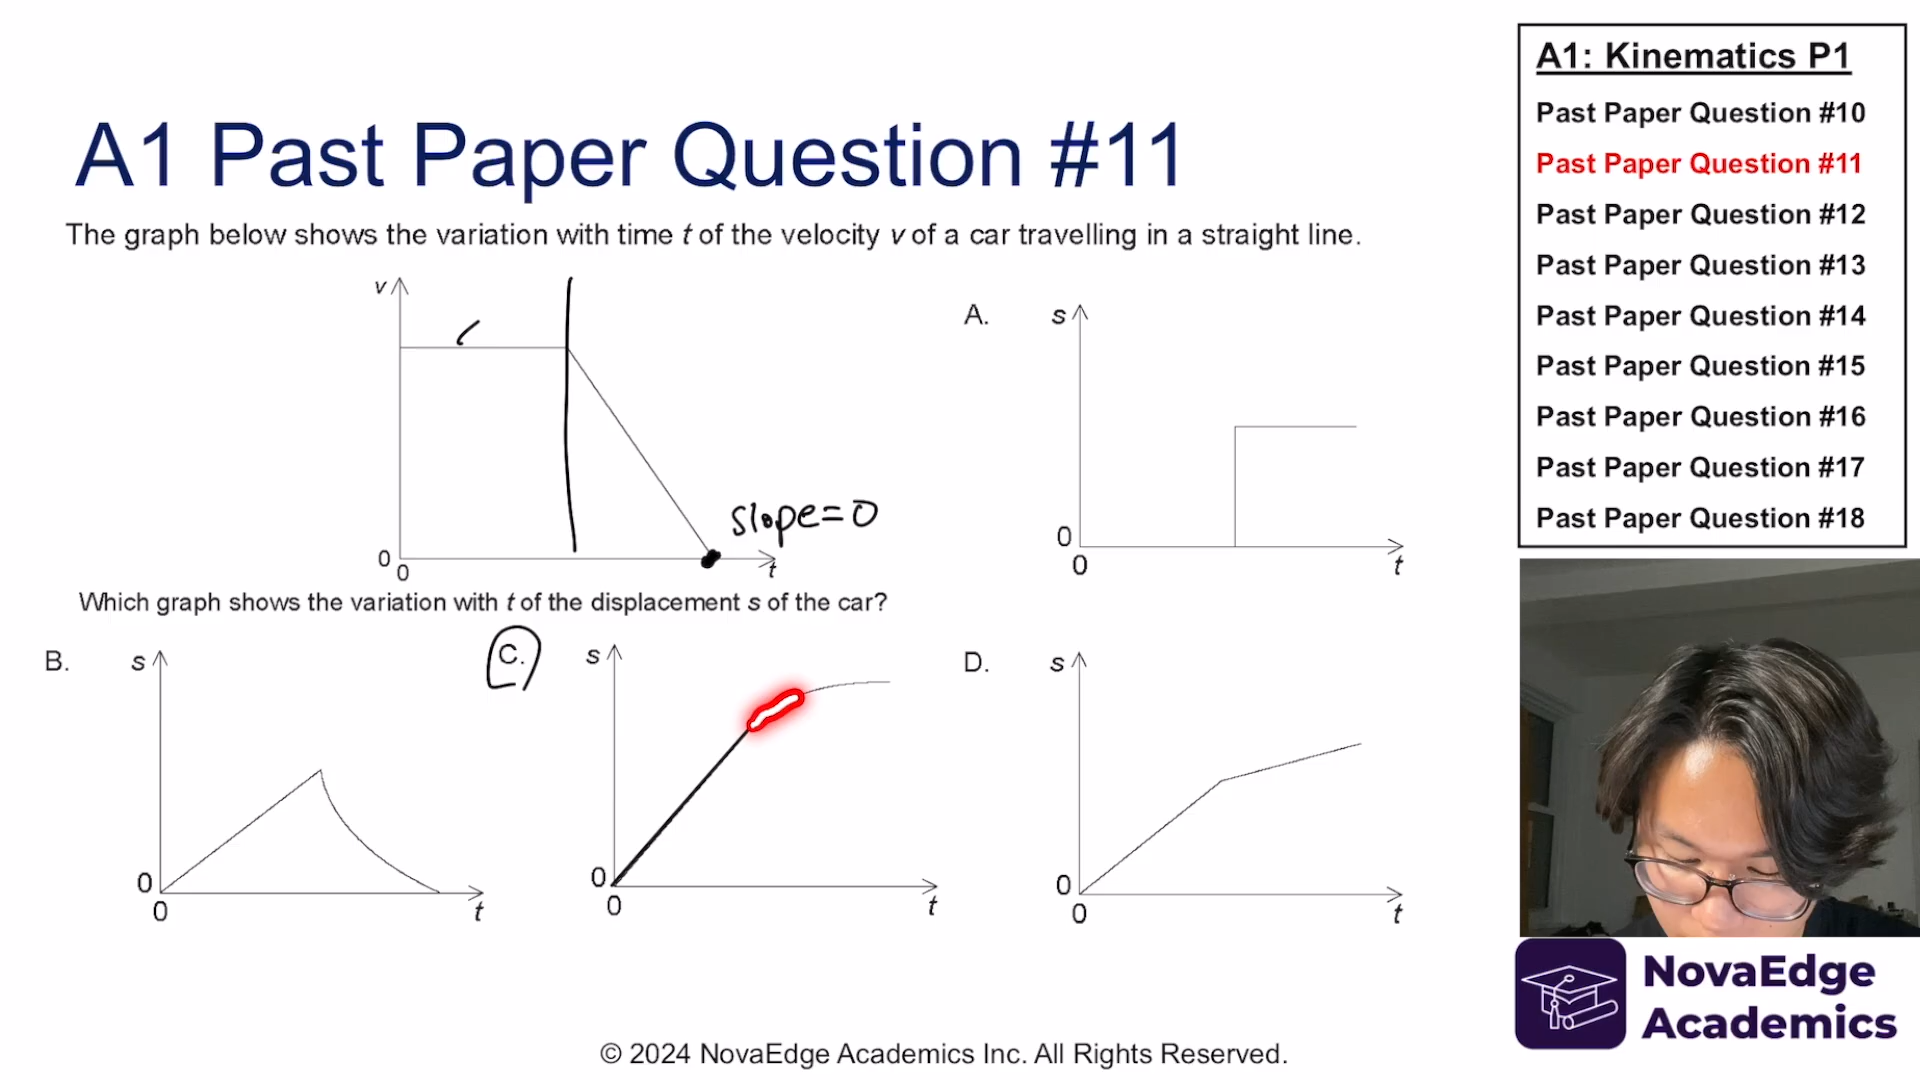 A1 Past Paper Question #11
The graph below shows the variation with time t of the velocity v of a car travelling in a straight line.
v
0
0
t
slope=0
Which graph shows the variation with t of the displacement s of the car?
A.
s
0
0
t
B.
s
0
0
t
C.
s
0
0
t
D.
s
0
0
t
A1: Kinematics P1
Past Paper Question #10
Past Paper Question #11
Past Paper Question #12
Past Paper Question #13
Past Paper Question #14
Past Paper Question #15
Past Paper Question #16
Past Paper Question #17
Past Paper Question #18
NovaEdge
Academics
© 2024 NovaEdge Academics Inc. All Rights Reserved.